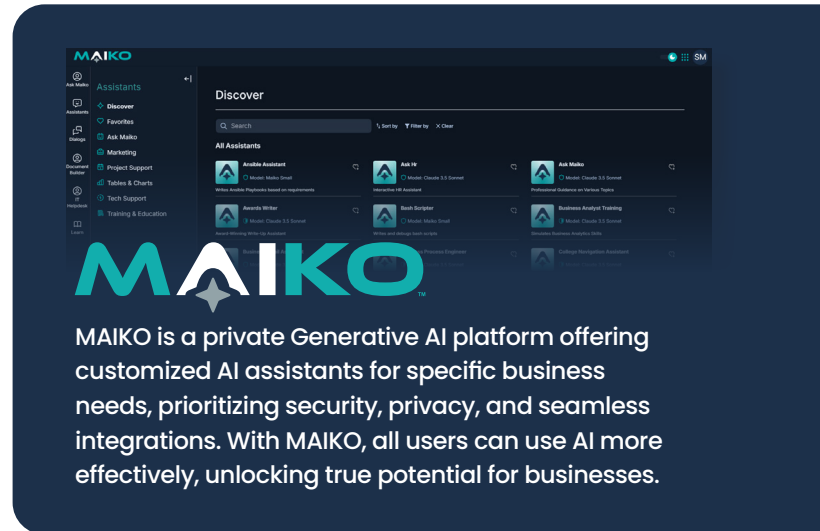 MAIKO
SM
Ask Maiko
Assistants
Dialogs
Document
Builder
IT
Helpdesk
Learn
Assistants
Discover
Favorites
Ask Maiko
Marketing
Project Support
Tables & Charts
Tech Support
Training & Education
Discover
Search
Sort by Filter by Clear
All Assistants
Ansible Assistant
Model: Maiko Small
Writes Ansible Playbooks based on requirements
Ask Hr
Model: Claude 3.5 Sonnet
Interactive HR Assistant
Ask Maiko
Model: Claude 3.5 Sonnet
Professional Guidance on Various Topics
Awards Writer
Model: Claude 3.5 Sonnet
Award-Winning Write-Up Assistant
Bash Scripter
Model: Maiko Small
Writes and debugs bash scripts
Business Analyst Training
Model: Claude 3.5 Sonnet
Simulates Business Analytics Skills
Process Engineer
College Navigation Assistant
MAIKO™
MAIKO is a private Generative AI platform offering
customized AI assistants for specific business
needs, prioritizing security, privacy, and seamless
integrations. With MAIKO, all users can use AI more
effectively, unlocking true potential for businesses.